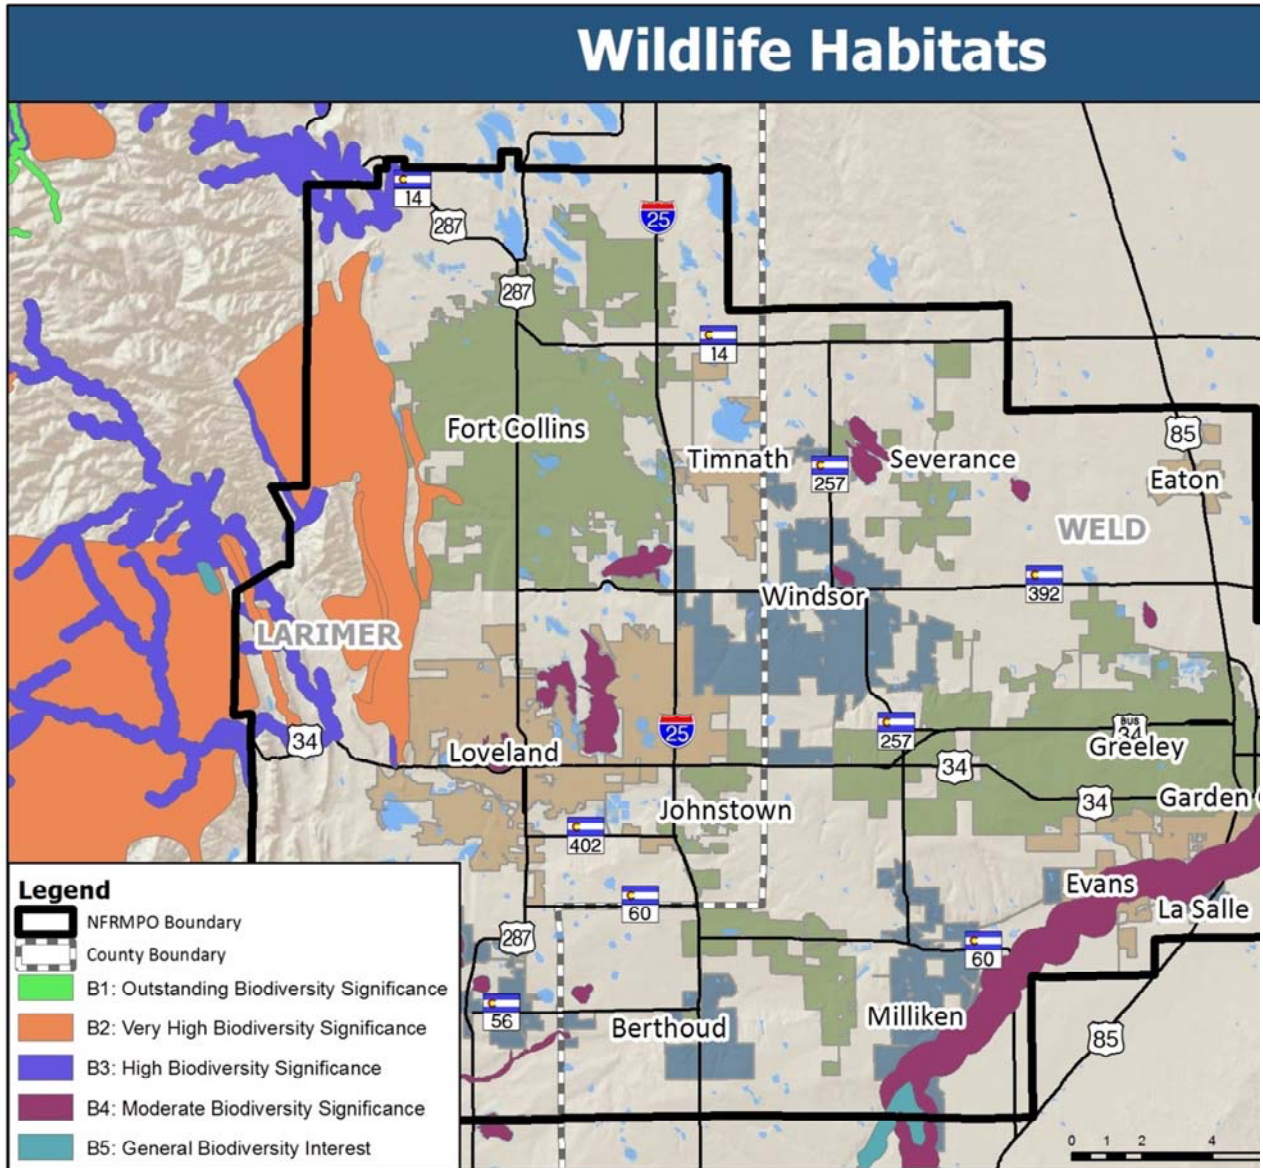 Wildlife Habitats
14
287
25
287
14
Fort Collins
Timnath
257
Severance
85
Eaton
WELD
392
Windsor
LARIMER
34
Loveland
25
257
BUS
34
Greeley
34
34
Garden
Johnstown
402
Evans
La Salle
60
287
60
56
Berthoud
Milliken
85
Legend
NFRMPO Boundary
County Boundary
B1: Outstanding Biodiversity Significance
B2: Very High Biodiversity Significance
B3: High Biodiversity Significance
B4: Moderate Biodiversity Significance
B5: General Biodiversity Interest
0 1 2 4